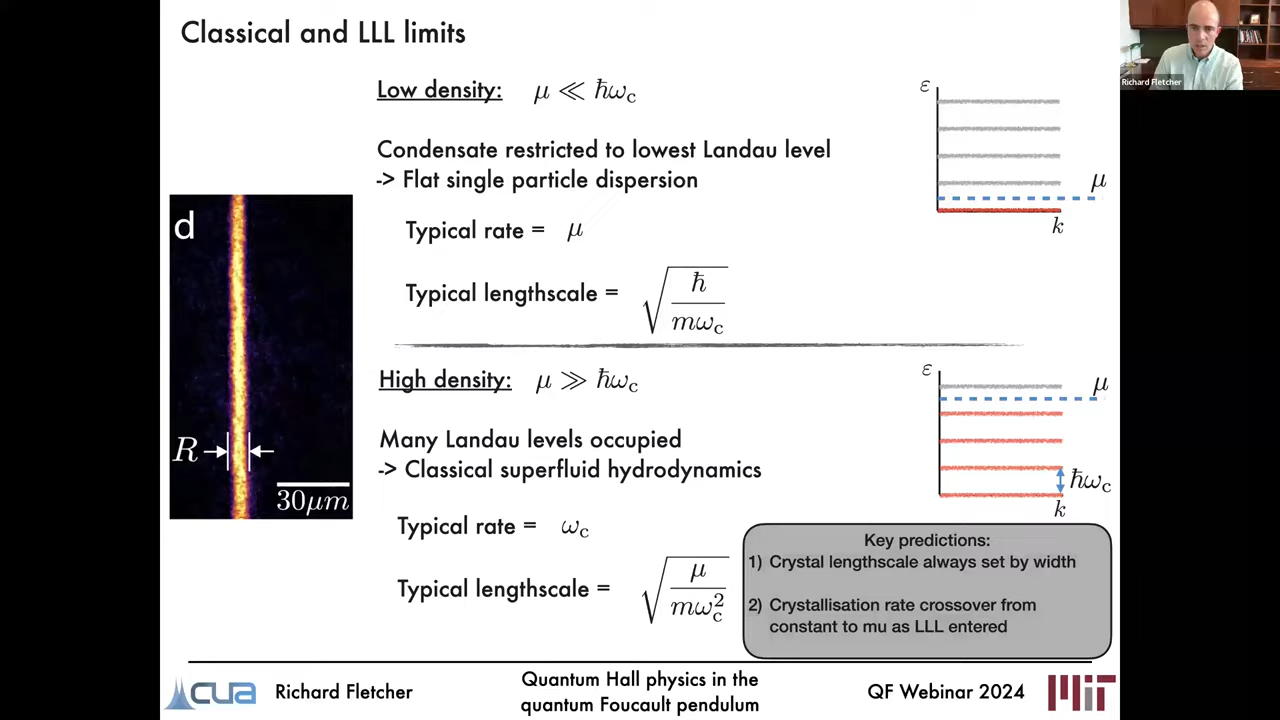 Classical and LLL limits
Richard Fletcher
Low density: μ ≪ ℏω_c
Condensate restricted to lowest Landau level
-> Flat single particle dispersion
Typical rate = μ
Typical lengthscale = √(ℏ/(mω_c))
ε
μ
k
d
R
30μm
High density: μ ≫ ℏω_c
Many Landau levels occupied
-> Classical superfluid hydrodynamics
Typical rate = ω_c
Typical lengthscale = √(μ/(mω_c²))
ε
μ
ℏω_c
k
Key predictions:
1) Crystal lengthscale always set by width
2) Crystallisation rate crossover from
constant to mu as LLL entered
CUA
Richard Fletcher
Quantum Hall physics in the
quantum Foucault pendulum
QF Webinar 2024
MIT